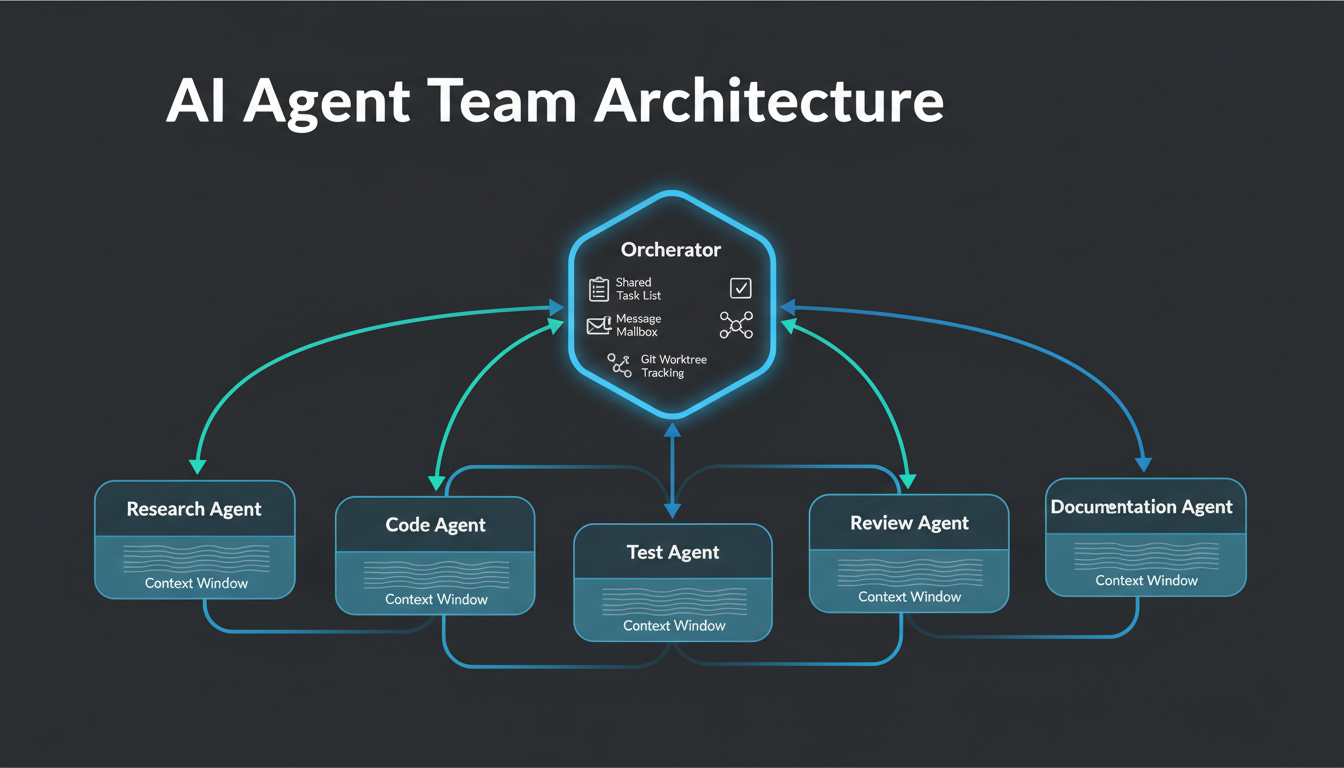 AI Agent Team Architecture
Orcherator
Shared
Task List
Message
Mailbox
Git Worktree
Tracking
Research Agent
Context Window
Code Agent
Context Window
Test Agent
Context Window
Review Agent
Context Window
Documentation Agent
Context Window